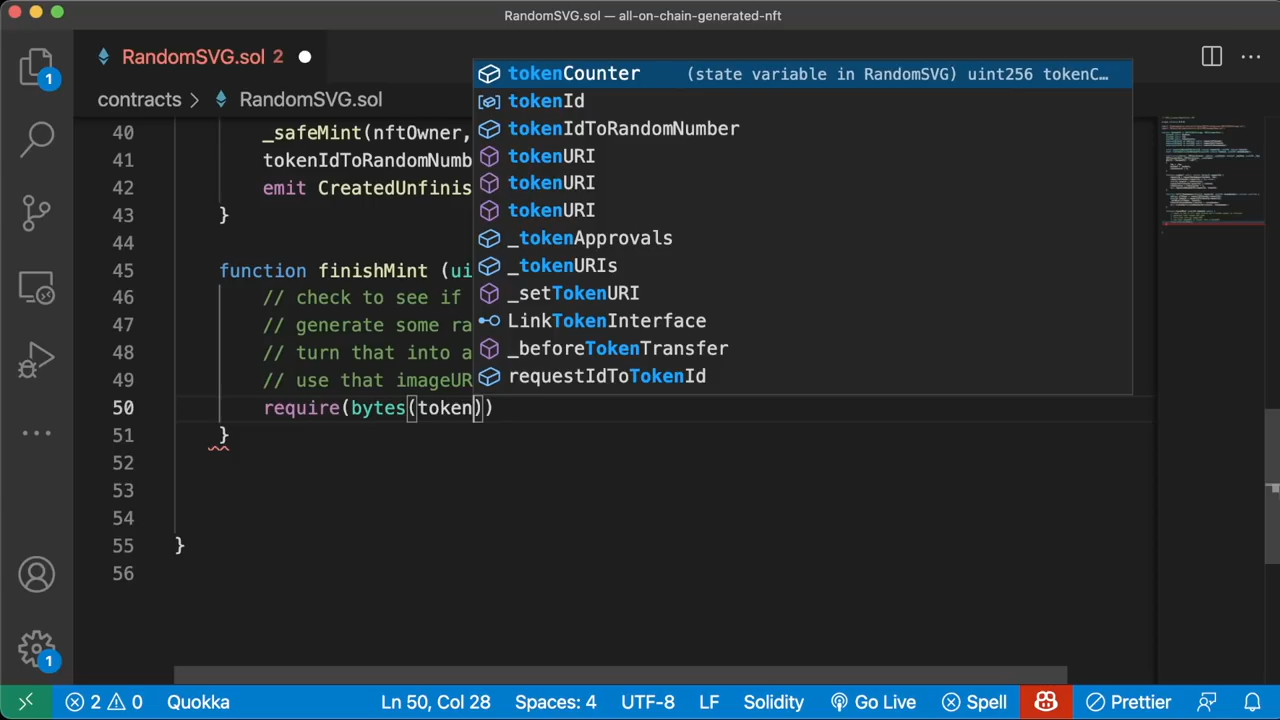 RandomSVG.sol — all-on-chain-generated-nft
RandomSVG.sol 2
contracts > RandomSVG.sol
40 _safeMint(nftOwner,
41 tokenIdToRandomNumb
42 emit CreatedUnfinis
43 }
44
45 function finishMint (ui
46 // check to see if
47 // generate some ra
48 // turn that into a
49 // use that imageUR
50 require(bytes(token))
51 }
52
53
54
55 }
56
tokenCounter (state variable in RandomSVG) uint256 tokenC…
tokenId
tokenIdToRandomNumber
tokenURI
tokenURI
tokenURI
_tokenApprovals
_tokenURIs
_setTokenURI
LinkTokenInterface
_beforeTokenTransfer
requestIdToTokenId
1
1
2 0 Quokka Ln 50, Col 28 Spaces: 4 UTF-8 LF Solidity Go Live Spell Prettier